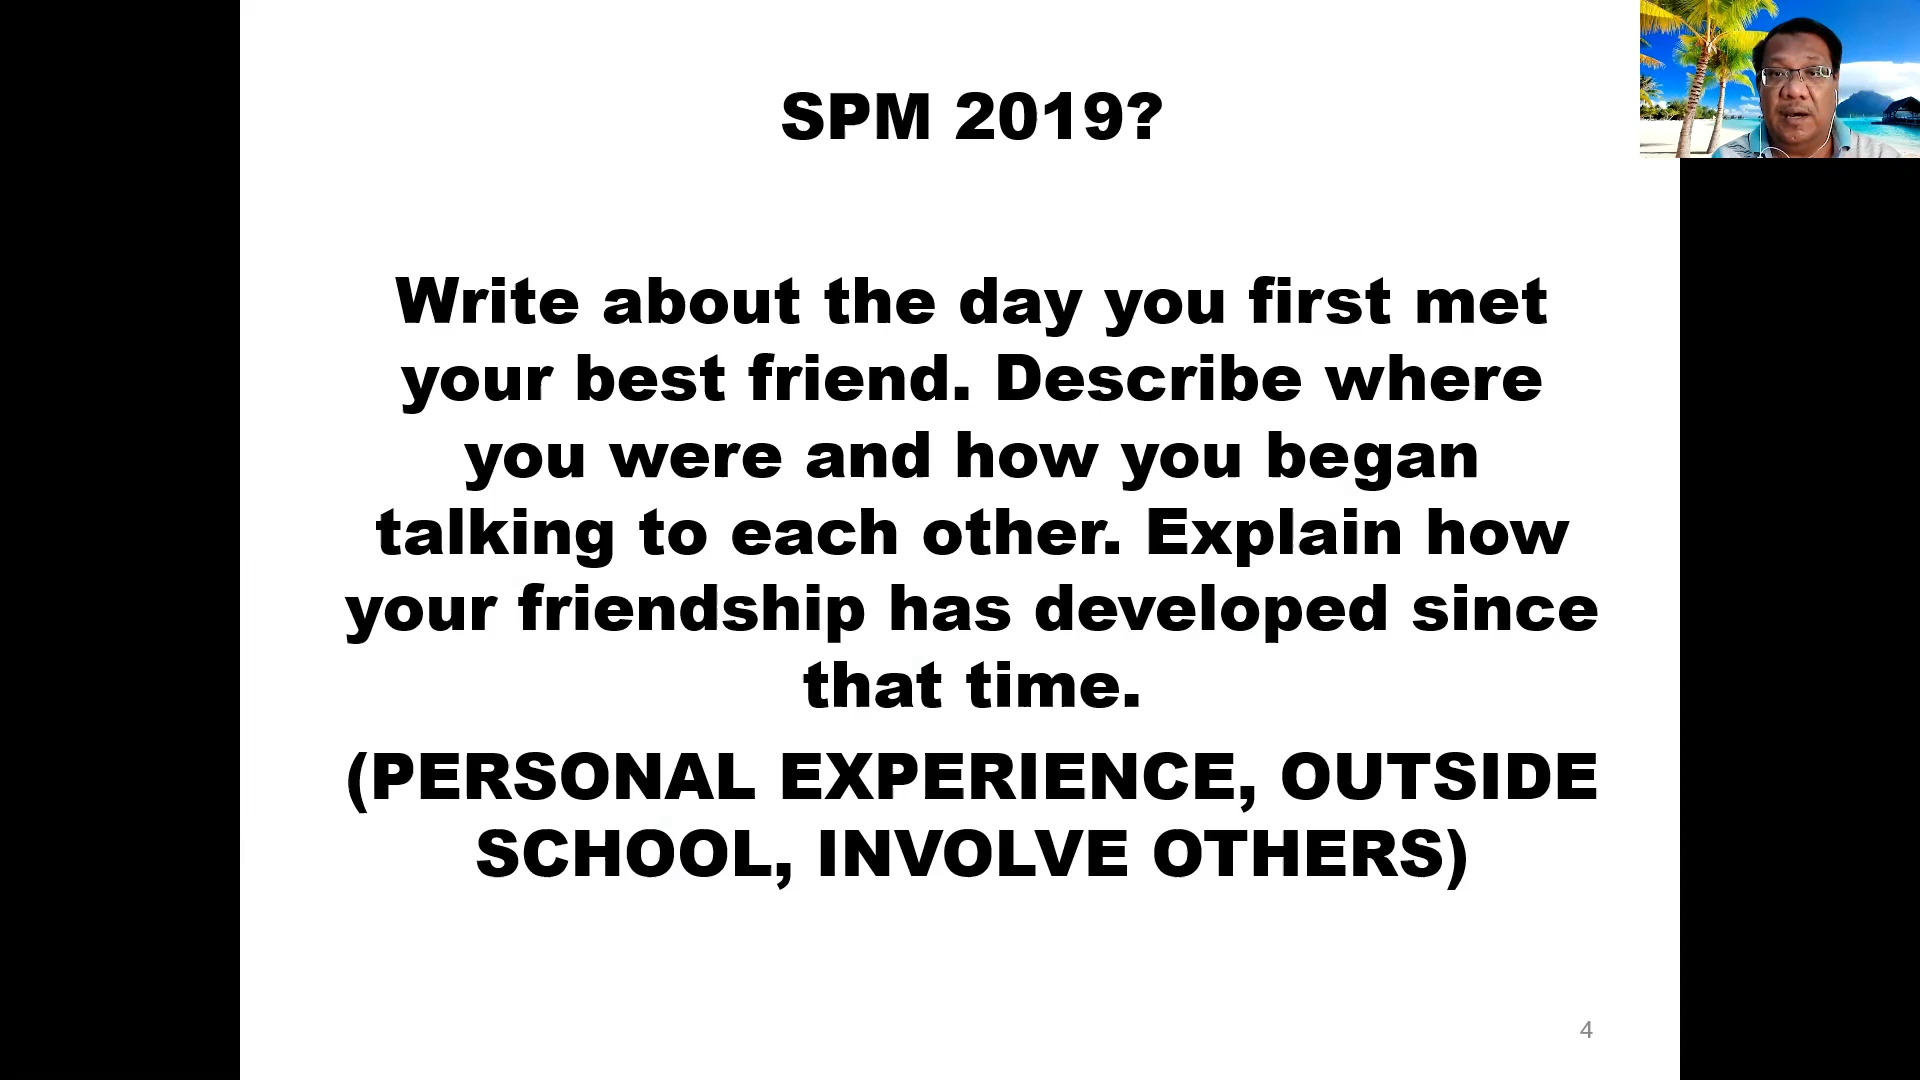 SPM 2019?
Write about the day you first met
your best friend. Describe where
you were and how you began
talking to each other. Explain how
your friendship has developed since
that time.
(PERSONAL EXPERIENCE, OUTSIDE
SCHOOL, INVOLVE OTHERS)
4